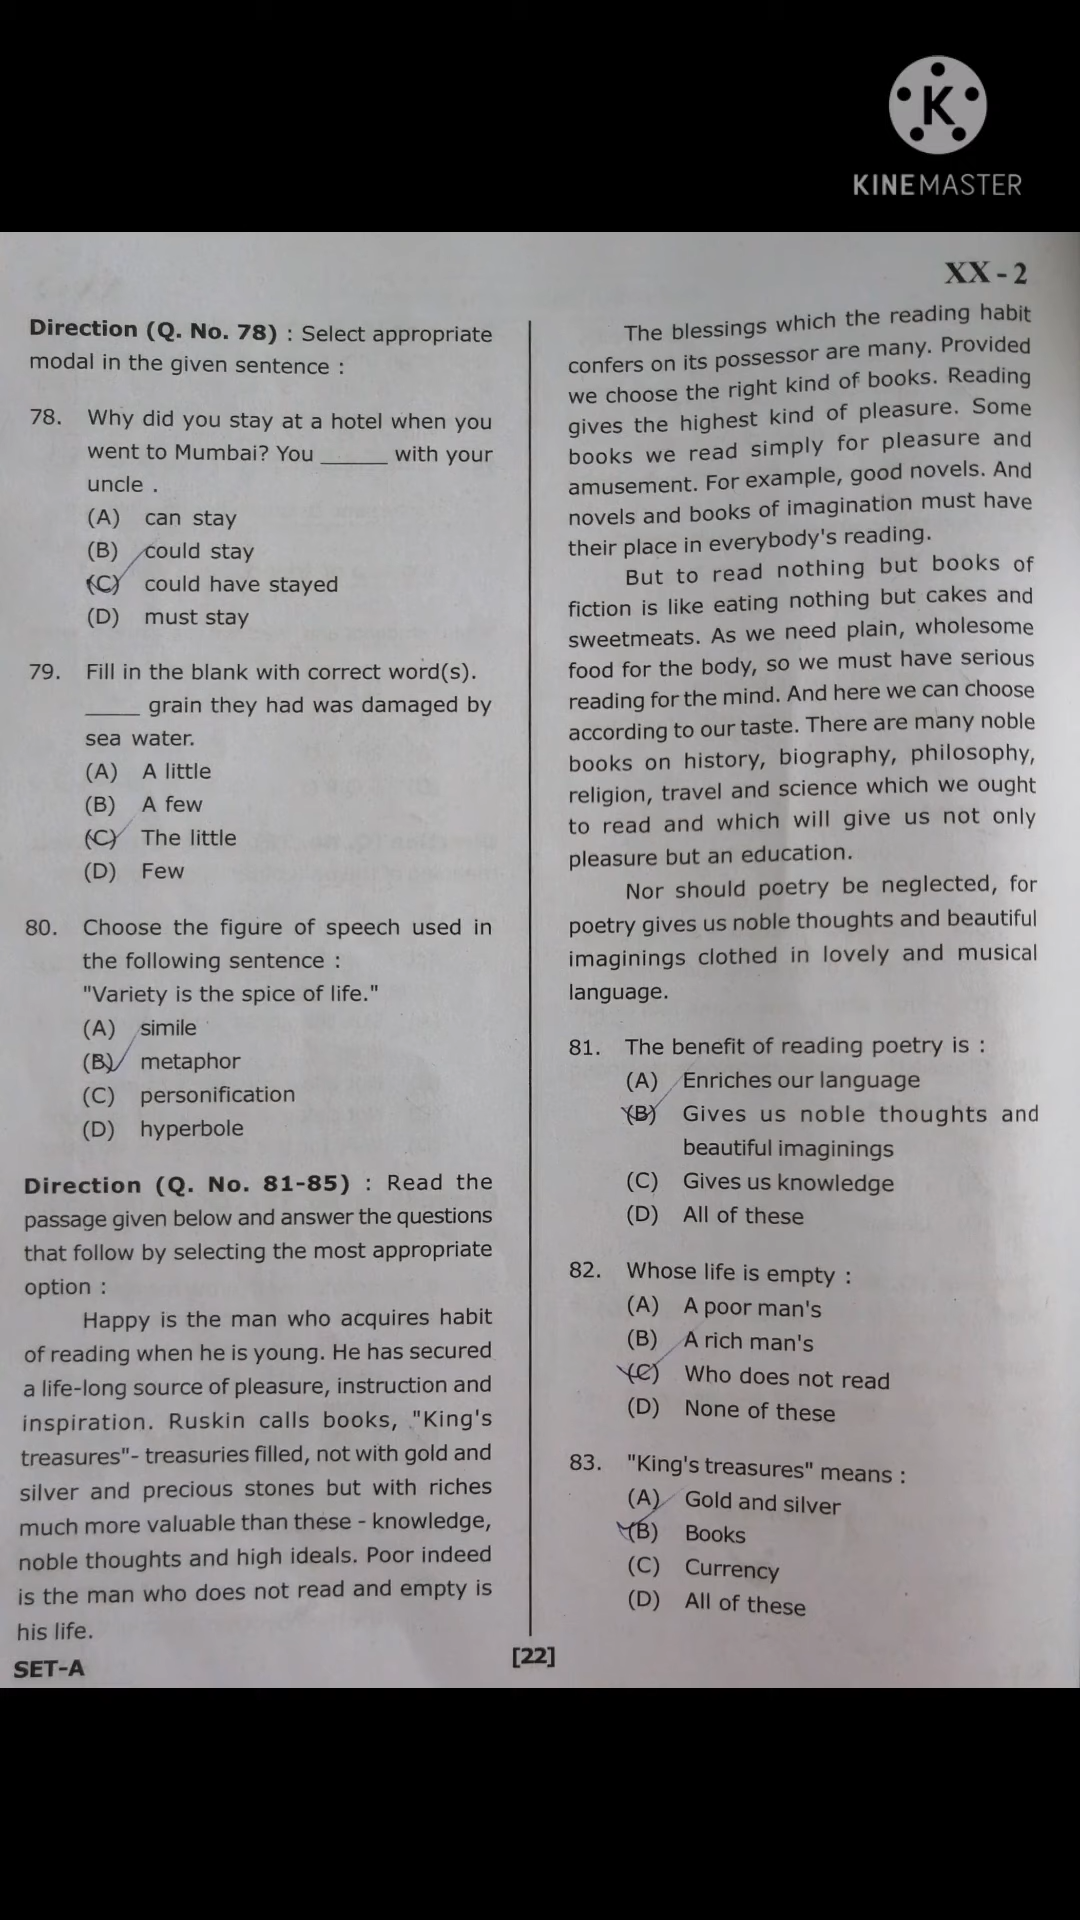 K
KINEMASTER
XX - 2
Direction (Q. No. 78) : Select appropriate
modal in the given sentence :
78. Why did you stay at a hotel when you
went to Mumbai? You ______ with your
uncle .
(A) can stay
(B) could stay
(C) could have stayed
(D) must stay
79. Fill in the blank with correct word(s).
_____ grain they had was damaged by
sea water.
(A) A little
(B) A few
(C) The little
(D) Few
80. Choose the figure of speech used in
the following sentence :
"Variety is the spice of life."
(A) simile
(B) metaphor
(C) personification
(D) hyperbole
Direction (Q. No. 81-85) : Read the
passage given below and answer the questions
that follow by selecting the most appropriate
option :
Happy is the man who acquires habit
of reading when he is young. He has secured
a life-long source of pleasure, instruction and
inspiration. Ruskin calls books, "King's
treasures"- treasuries filled, not with gold and
silver and precious stones but with riches
much more valuable than these - knowledge,
noble thoughts and high ideals. Poor indeed
is the man who does not read and empty is
his life.
The blessings which the reading habit
confers on its possessor are many. Provided
we choose the right kind of books. Reading
gives the highest kind of pleasure. Some
books we read simply for pleasure and
amusement. For example, good novels. And
novels and books of imagination must have
their place in everybody's reading.
But to read nothing but books of
fiction is like eating nothing but cakes and
sweetmeats. As we need plain, wholesome
food for the body, so we must have serious
reading for the mind. And here we can choose
according to our taste. There are many noble
books on history, biography, philosophy,
religion, travel and science which we ought
to read and which will give us not only
pleasure but an education.
Nor should poetry be neglected, for
poetry gives us noble thoughts and beautiful
imaginings clothed in lovely and musical
language.
81. The benefit of reading poetry is :
(A) Enriches our language
(B) Gives us noble thoughts and
beautiful imaginings
(C) Gives us knowledge
(D) All of these
82. Whose life is empty :
(A) A poor man's
(B) A rich man's
(C) Who does not read
(D) None of these
83. "King's treasures" means :
(A) Gold and silver
(B) Books
(C) Currency
(D) All of these
SET-A
[22]